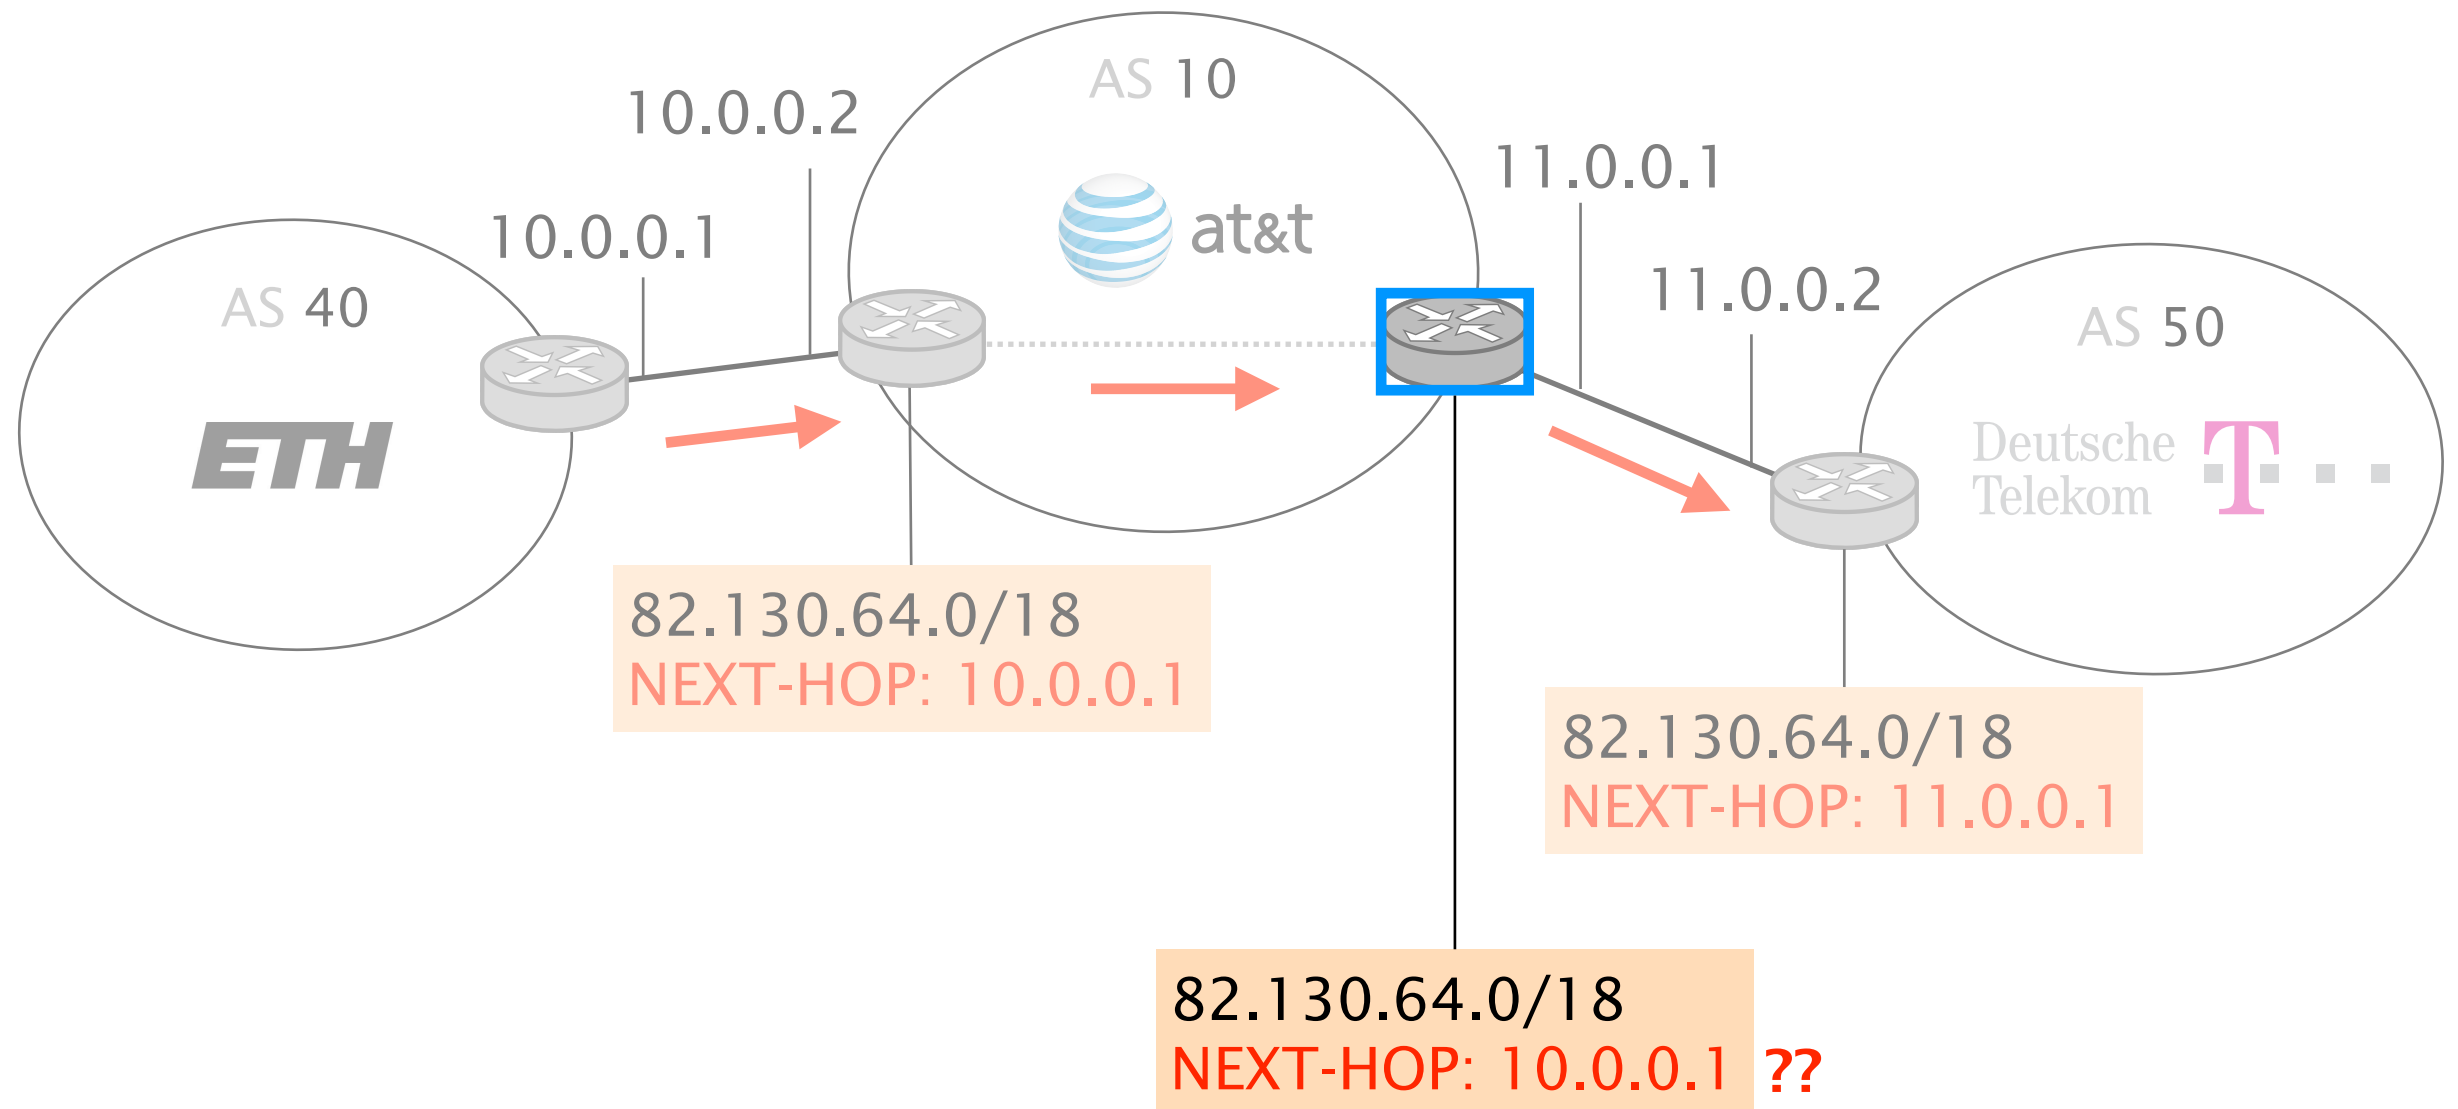 AS 10
10.0.0.2
11.0.0.1
10.0.0.1
at&t
11.0.0.2
AS 40
AS 50
ETH
Deutsche
Telekom
T
82.130.64.0/18
NEXT-HOP: 10.0.0.1
82.130.64.0/18
NEXT-HOP: 11.0.0.1
82.130.64.0/18
NEXT-HOP: 10.0.0.1 ??